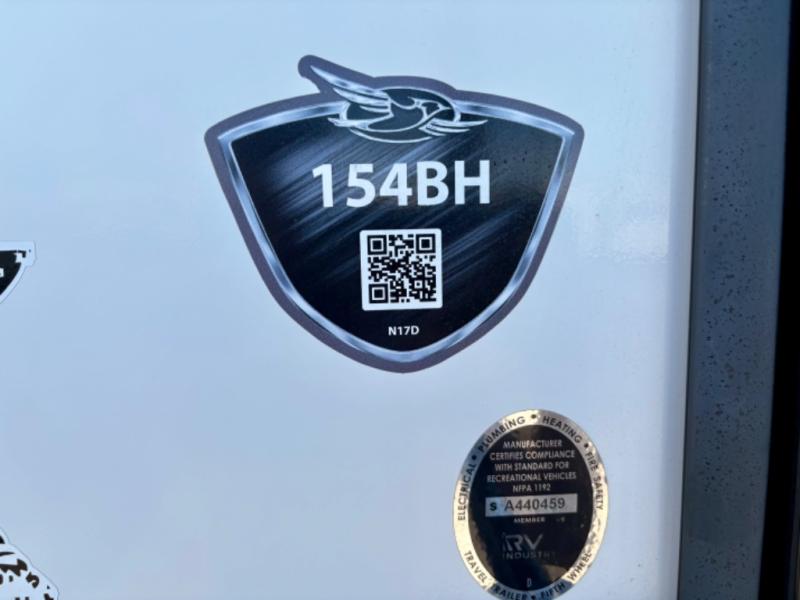 154BH
N17D
ELECTRICAL • PLUMBING • HEATING • FIRE SAFETY
MANUFACTURER
CERTIFIES COMPLIANCE
WITH STANDARD FOR
RECREATIONAL VEHICLES
NFPA 1192
S A440459
MEMBER
RV
INDUSTRY
D
TRAVEL TRAILER • FIFTH WHEEL